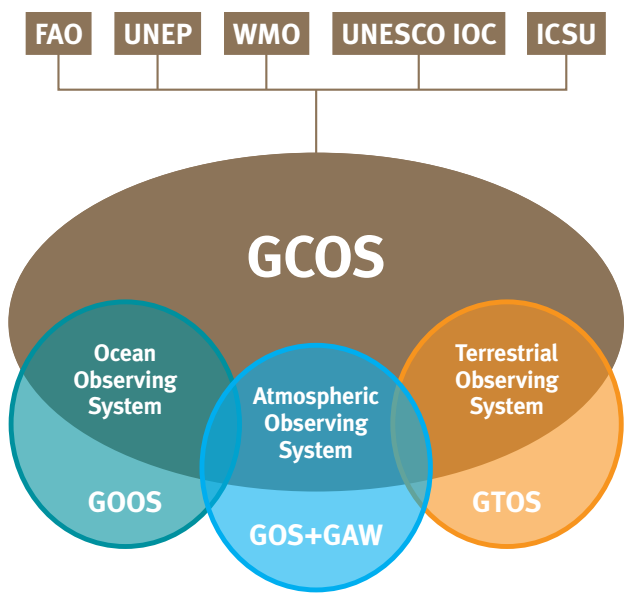 FAO
UNEP
WMO
UNESCO IOC
ICSU
GCOS
Ocean
Observing
System
GOOS
Atmospheric
Observing
System
GOS+GAW
Terrestrial
Observing
System
GTOS